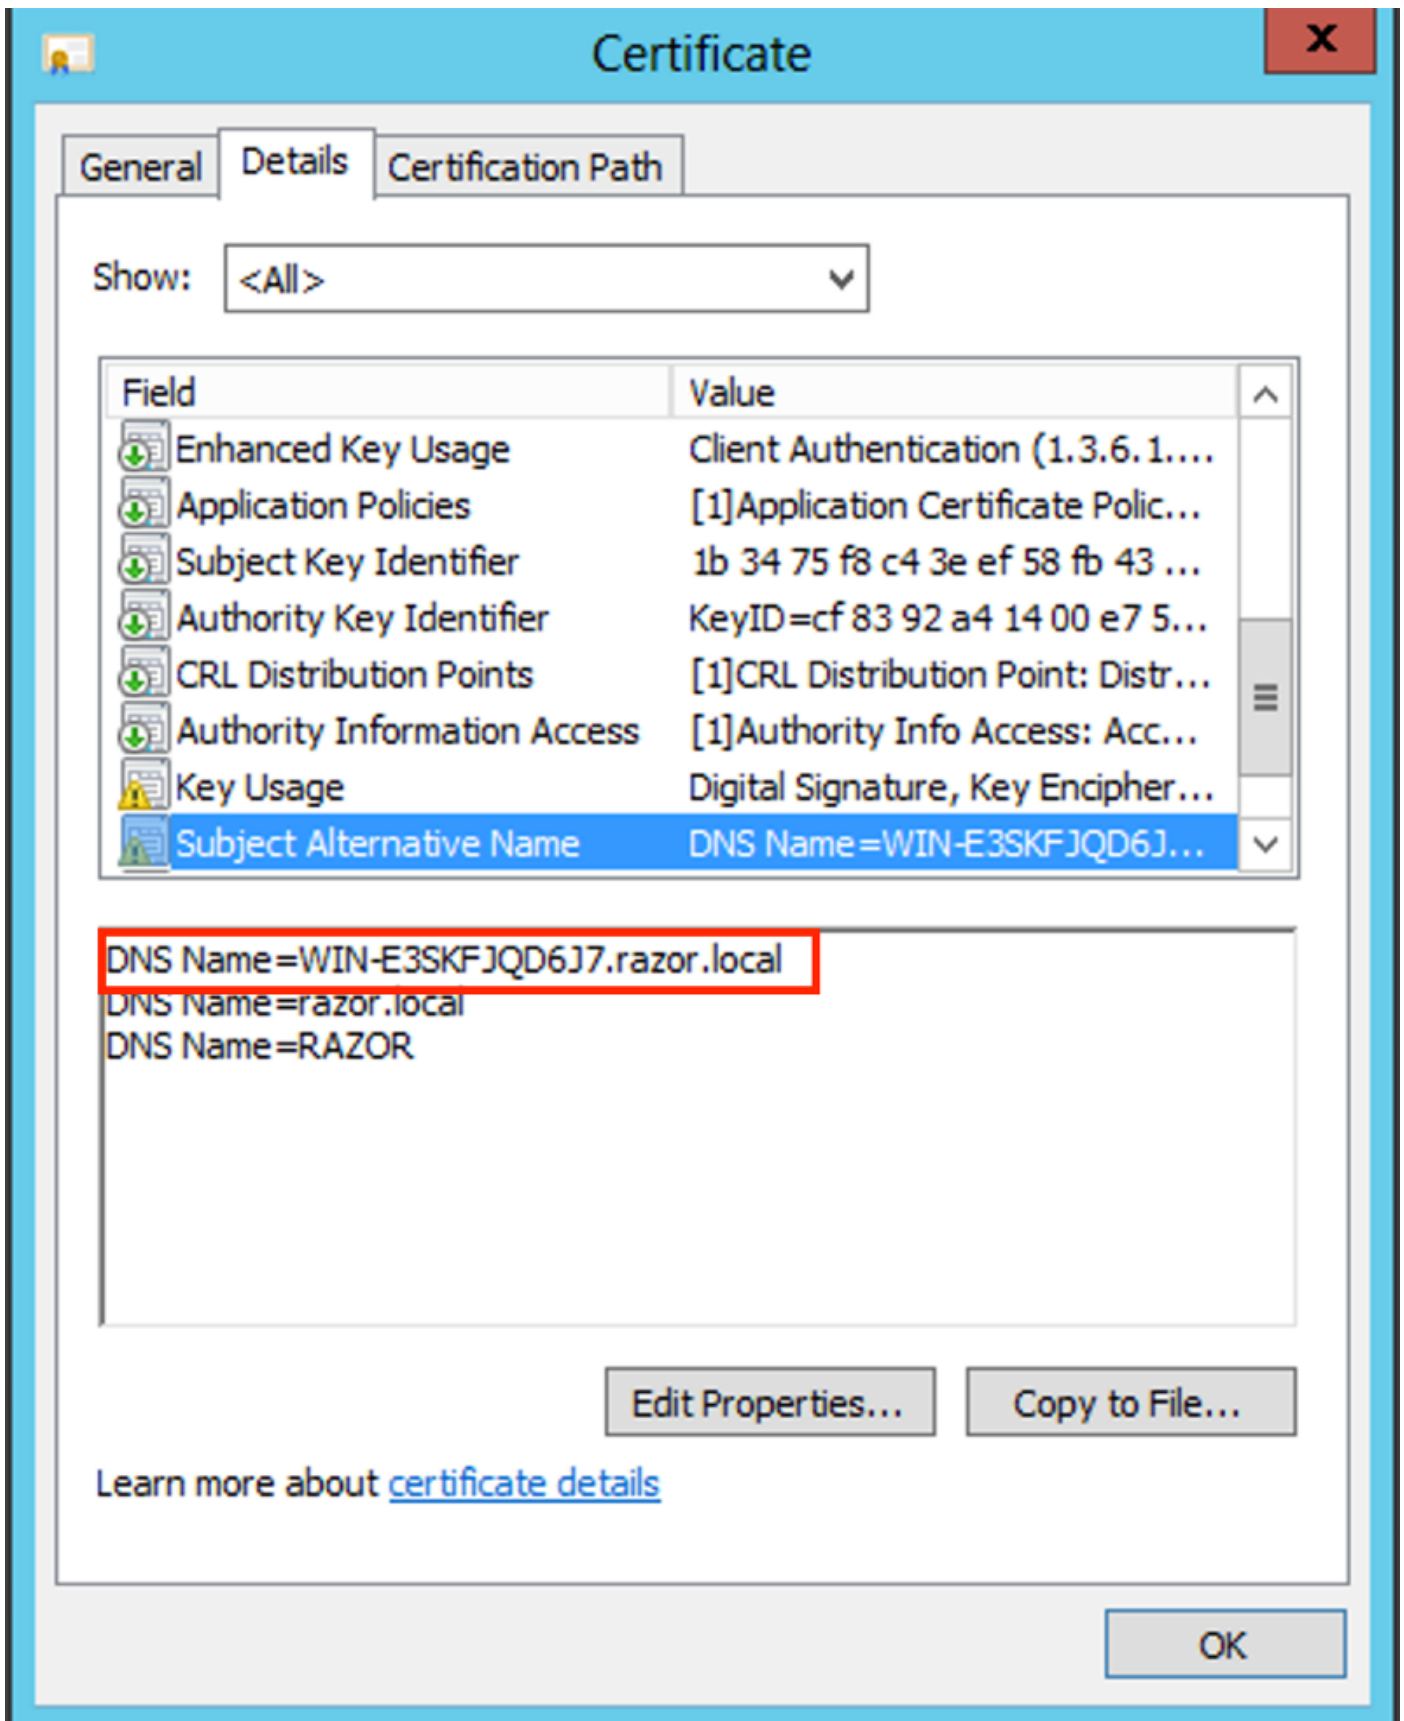 Certificate
x
General Details Certification Path
Show: <All>
Field Value
Enhanced Key Usage Client Authentication (1.3.6.1....
Application Policies [1]Application Certificate Polic...
Subject Key Identifier 1b 34 75 f8 c4 3e ef 58 fb 43 ...
Authority Key Identifier KeyID=cf 83 92 a4 14 00 e7 5...
CRL Distribution Points [1]CRL Distribution Point: Distr...
Authority Information Access [1]Authority Info Access: Acc...
Key Usage Digital Signature, Key Encipher...
Subject Alternative Name DNS Name=WIN-E3SKFJQD6J...
DNS Name=WIN-E3SKFJQD6J7.razor.local
DNS Name=razor.local
DNS Name=RAZOR
Edit Properties... Copy to File...
Learn more about certificate details
OK